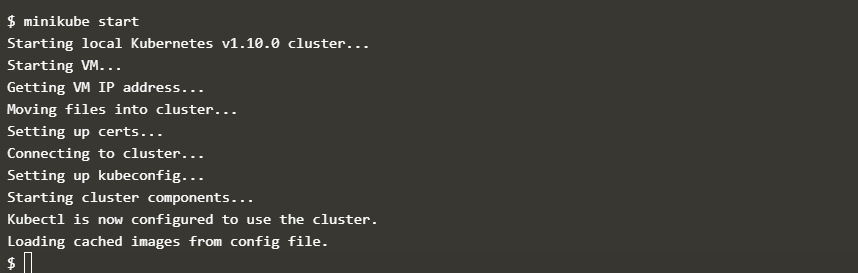 $ minikube start
Starting local Kubernetes v1.10.0 cluster...
Starting VM...
Getting VM IP address...
Moving files into cluster...
Setting up certs...
Connecting to cluster...
Setting up kubeconfig...
Starting cluster components...
Kubectl is now configured to use the cluster.
Loading cached images from config file.
$